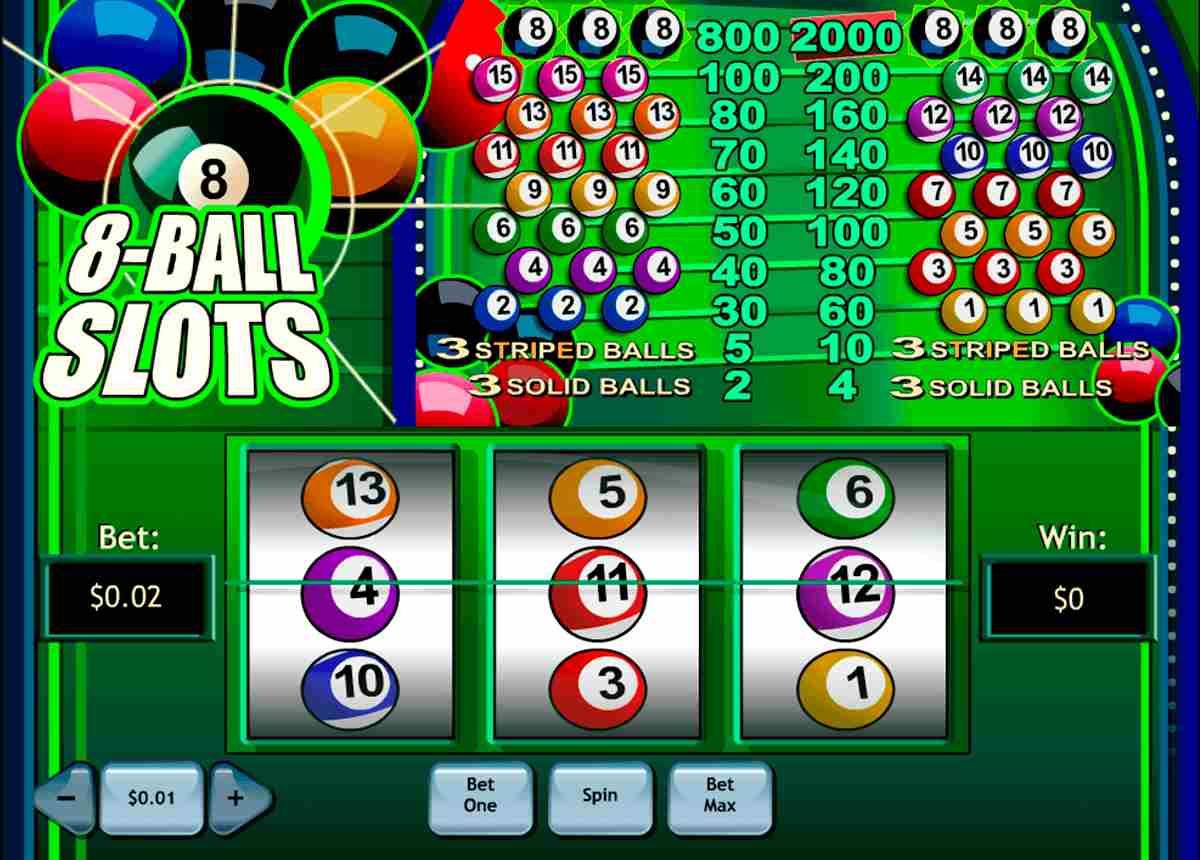 8
8-BALL
SLOTS
8 8 8 800 2000 8 8 8
15 15 15 100 200 14 14 14
13 13 13 80 160 12 12 12
11 11 11 70 140 10 10 10
9 9 9 60 120 7 7 7
6 6 6 50 100 5 5 5
4 4 4 40 80 3 3 3
2 2 2 30 60 1 1 1
3 STRIPED BALLS 5 10 3 STRIPED BALLS
3 SOLID BALLS 2 4 3 SOLID BALLS
13 5 6
Bet: Win:
$0.02 4 11 12 $0
10 3 1
- $0.01 +
Bet
One
Spin
Bet
Max